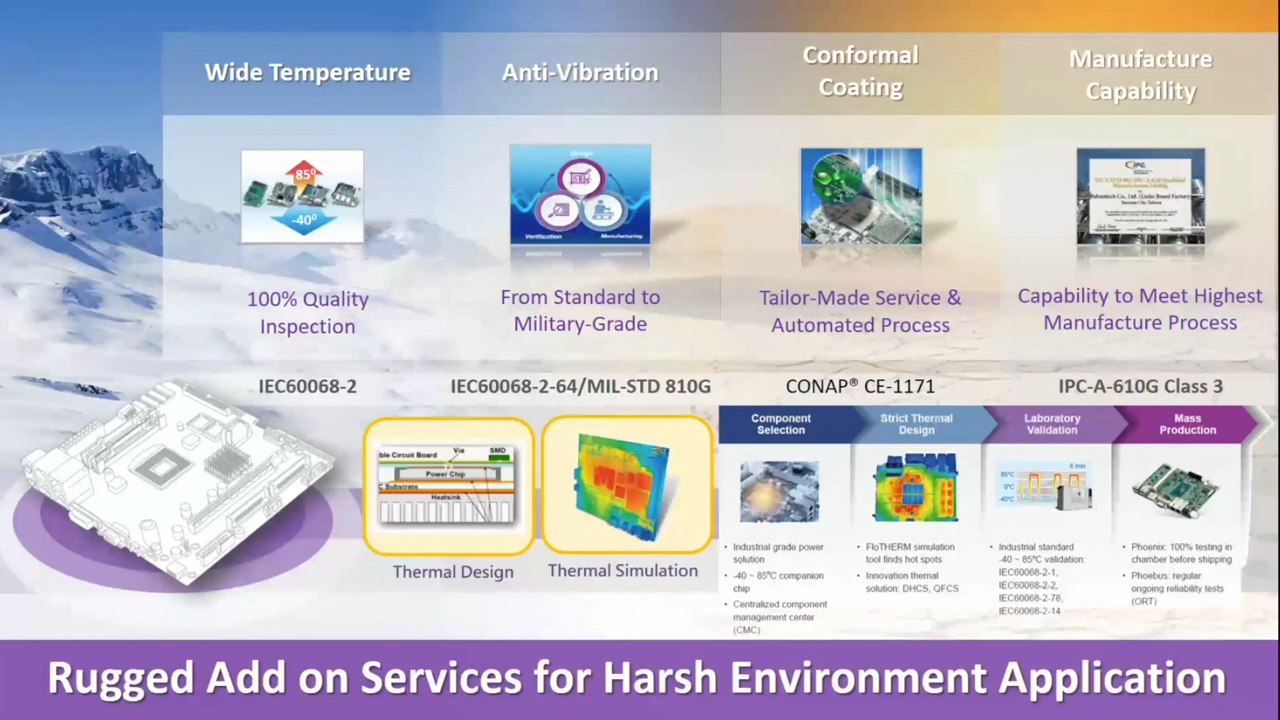 Wide Temperature
Anti-Vibration
Conformal
Coating
Manufacture
Capability
85⁰
-40⁰
Design
Verification
Manufacturing
IPC
100% Quality
Inspection
From Standard to
Military-Grade
Tailor-Made Service &
Automated Process
Capability to Meet Highest
Manufacture Process
IEC60068-2
IEC60068-2-64/MIL-STD 810G
CONAP® CE-1171
IPC-A-610G Class 3
ble Circuit Board
Via
SMD
Power Chip
C Substrate
Heatsink
Thermal Design
Thermal Simulation
Component
Selection
Strict Thermal
Design
Laboratory
Validation
Mass
Production
85°C
0°C
-40°C
6 min
• Industrial grade power
solution
• -40 ~ 85°C companion
chip
• Centralized component
management center
(CMC)
• FloTHERM simulation
tool finds hot spots
• Innovation thermal
solution: DHCS, QFCS
• Industrial standard
-40 ~ 85°C validation:
IEC60068-2-1,
IEC60068-2-2,
IEC60068-2-78,
IEC60068-2-14
• Phoenix: 100% testing in
chamber before shipping
• Phoebus: regular
ongoing reliability tests
(ORT)
Rugged Add on Services for Harsh Environment Application